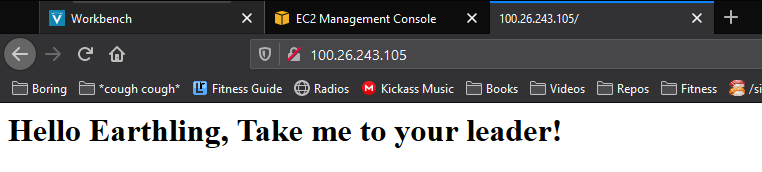 Workbench
EC2 Management Console
100.26.243.105/
100.26.243.105
Boring
*cough cough*
Fitness Guide
Radios
Kickass Music
Books
Videos
Repos
Fitness
/si
Hello Earthling, Take me to your leader!